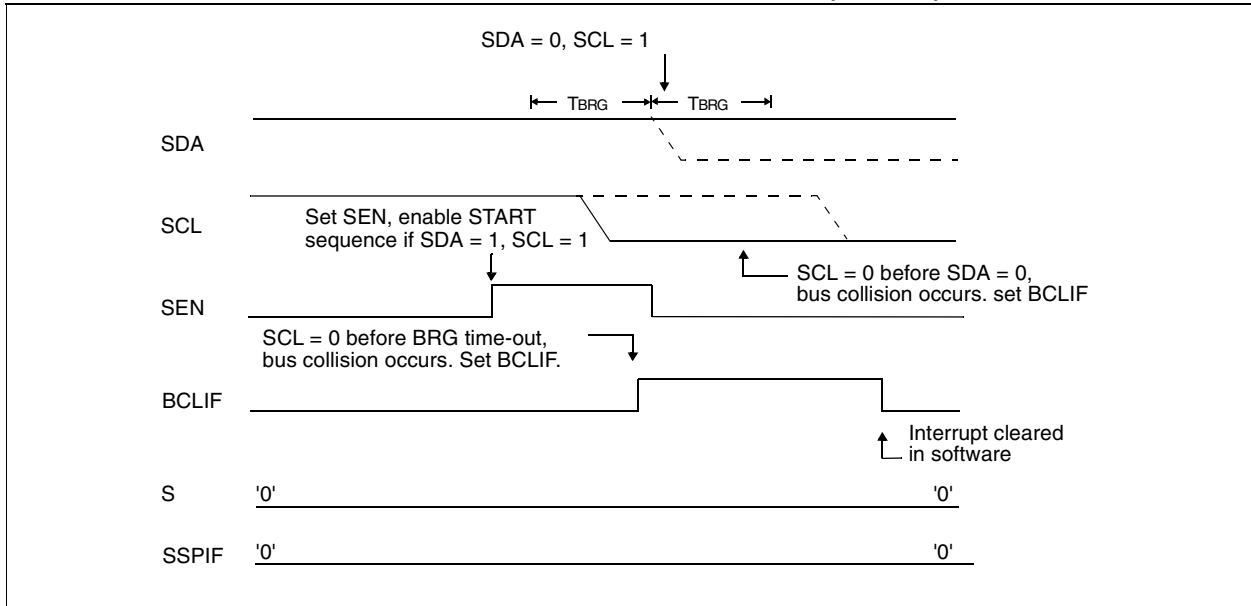 SDA = 0, SCL = 1
TBRG TBRG
SDA
SCL
Set SEN, enable START
sequence if SDA = 1, SCL = 1
SCL = 0 before SDA = 0,
bus collision occurs. set BCLIF
SEN
SCL = 0 before BRG time-out,
bus collision occurs. Set BCLIF.
BCLIF
Interrupt cleared
in software
S '0' '0'
SSPIF '0' '0'